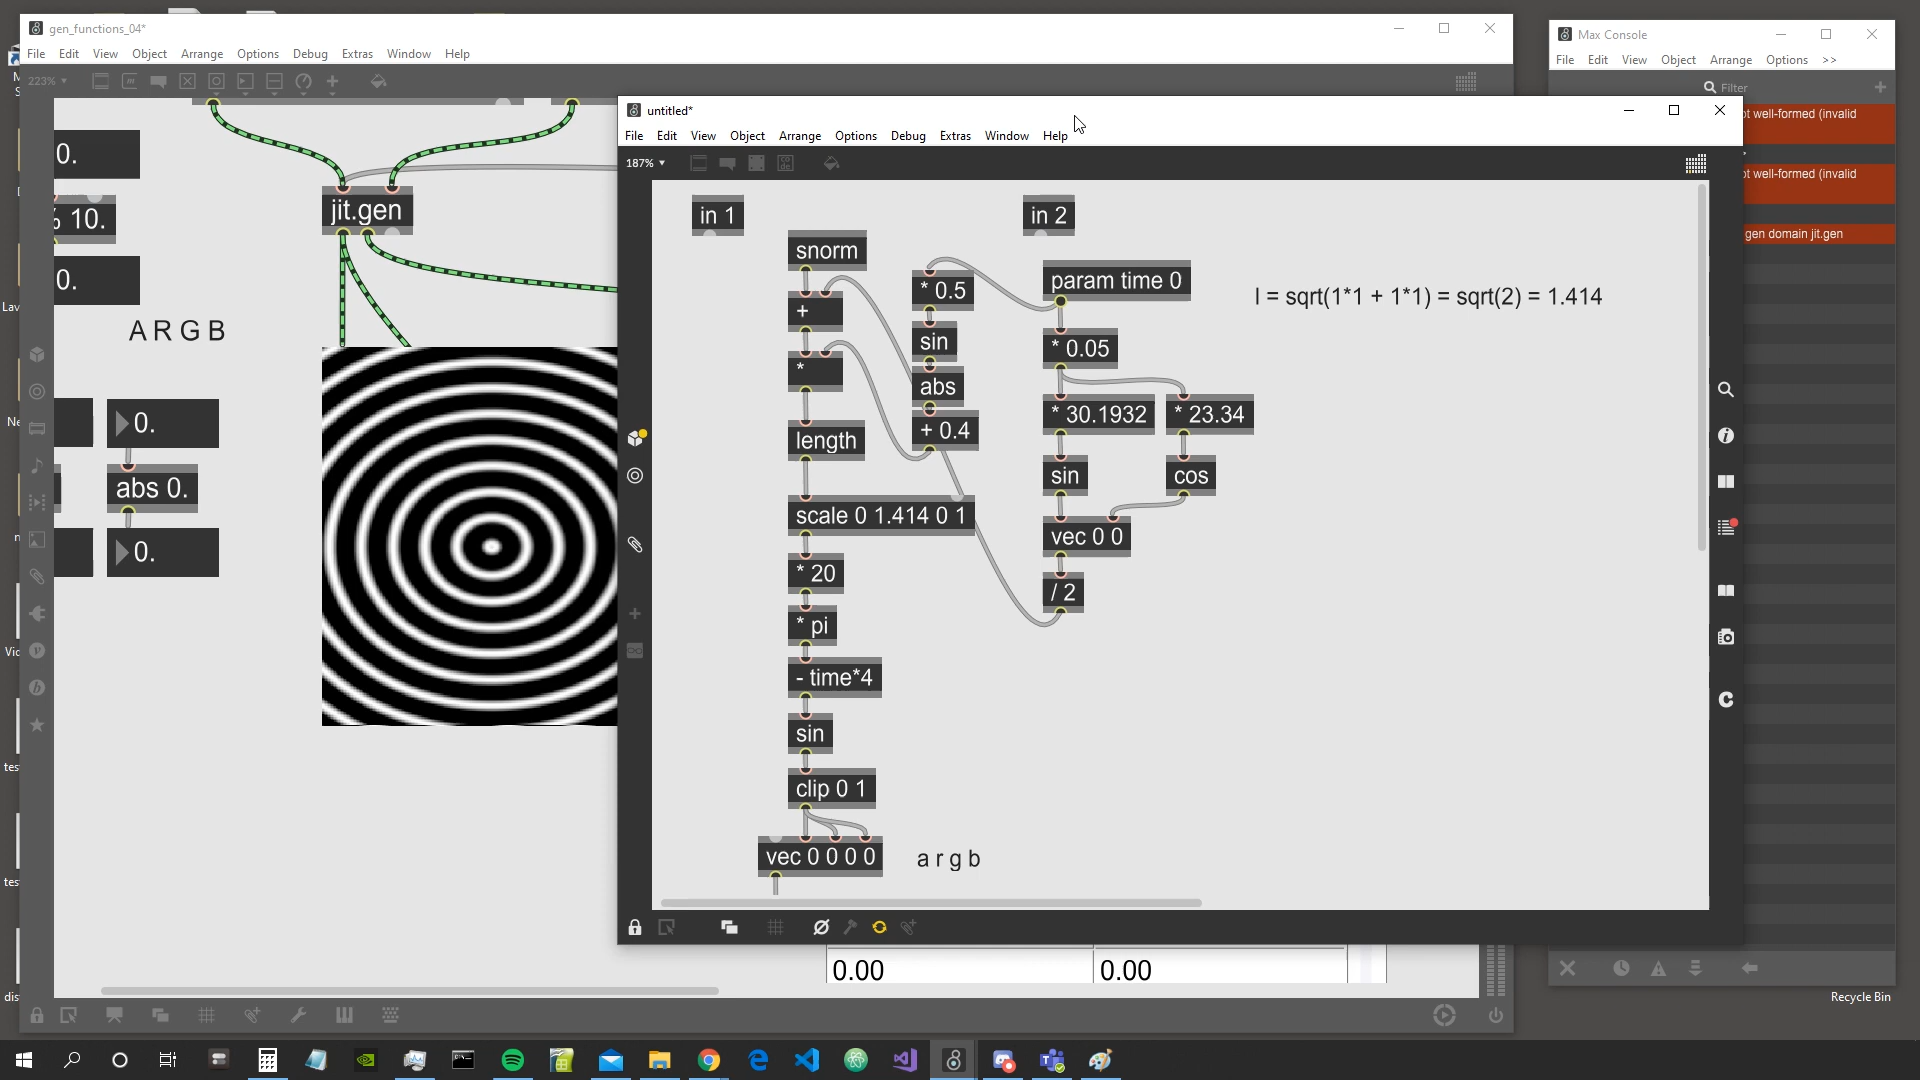 gen_functions_04*
File Edit View Object Arrange Options Debug Extras Window Help
223%
0.
% 10.
0.
A R G B
0.
abs 0.
0.
jit.gen
untitled*
File Edit View Object Arrange Options Debug Extras Window Help
187%
in 1
in 2
snorm
+
*
length
scale 0 1.414 0 1
* 20
* pi
- time*4
sin
clip 0 1
vec 0 0 0 0
a r g b
* 0.5
sin
abs
+ 0.4
param time 0
* 0.05
* 30.1932
* 23.34
sin
cos
vec 0 0
/ 2
l = sqrt(1*1 + 1*1) = sqrt(2) = 1.414
0.00
0.00
Max Console
File Edit View Object Arrange Options >>
Filter
ot well-formed (invalid
ot well-formed (invalid
gen domain jit.gen
Recycle Bin